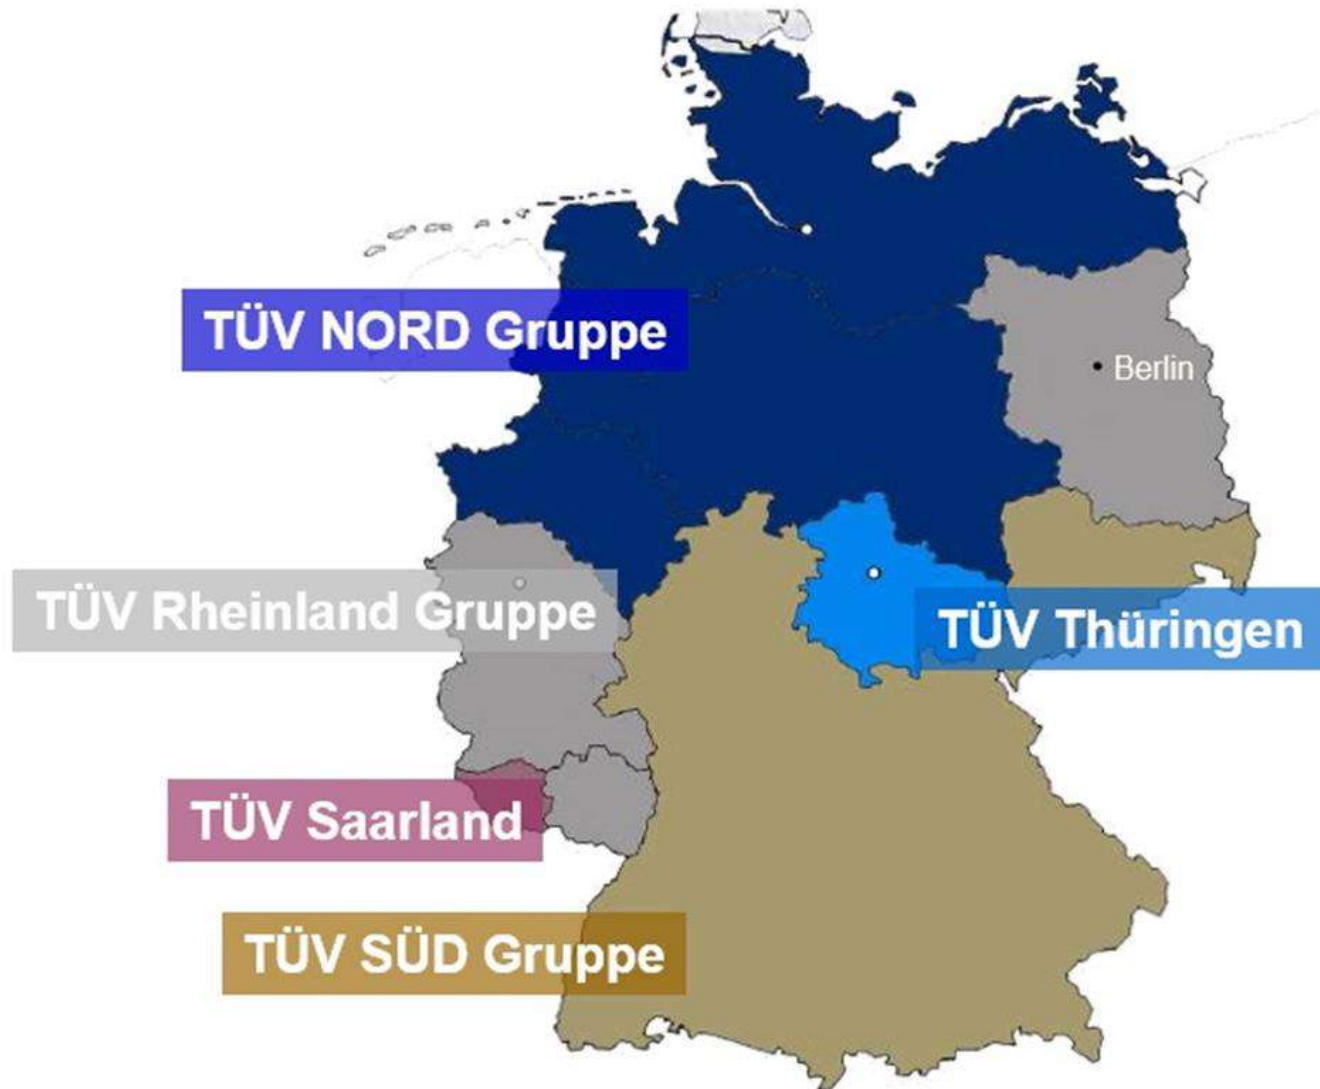 TÜV NORD Gruppe
Berlin
TÜV Rheinland Gruppe
TÜV Thüringen
TÜV Saarland
TÜV SÜD Gruppe